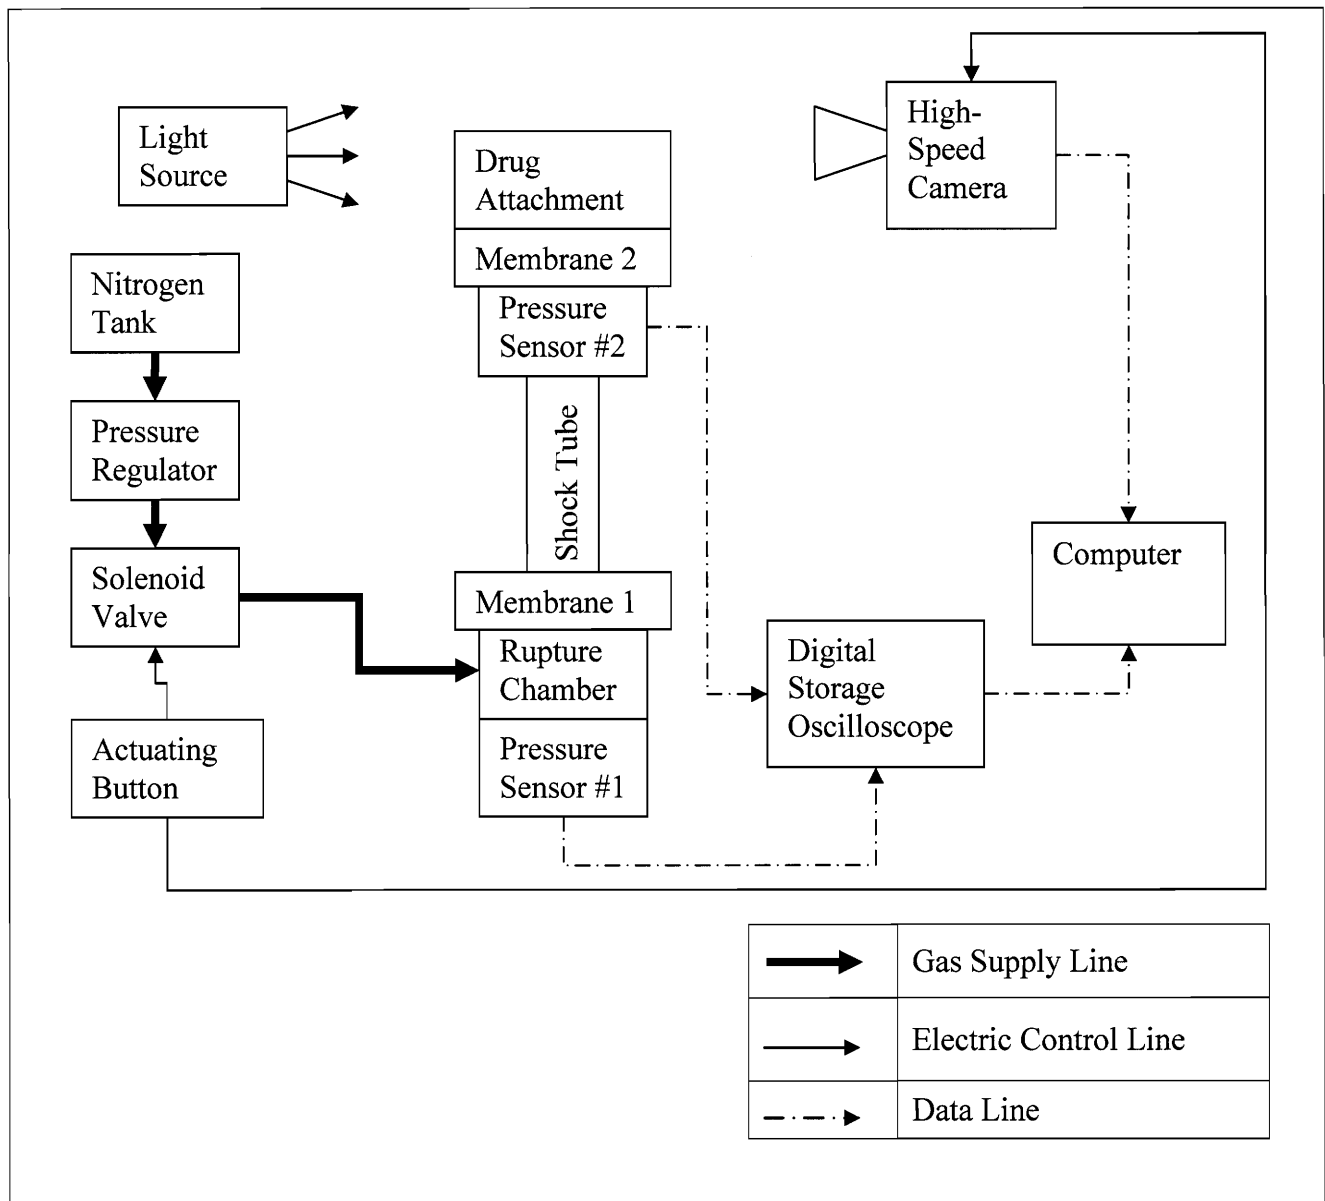 Light
Source
High-
Speed
Camera
Drug
Attachment
Membrane 2
Nitrogen
Tank
Pressure
Sensor #2
Pressure
Regulator
Shock Tube
Solenoid
Valve
Membrane 1
Computer
Rupture
Chamber
Digital
Storage
Oscilloscope
Actuating
Button
Pressure
Sensor #1
Gas Supply Line
Electric Control Line
Data Line